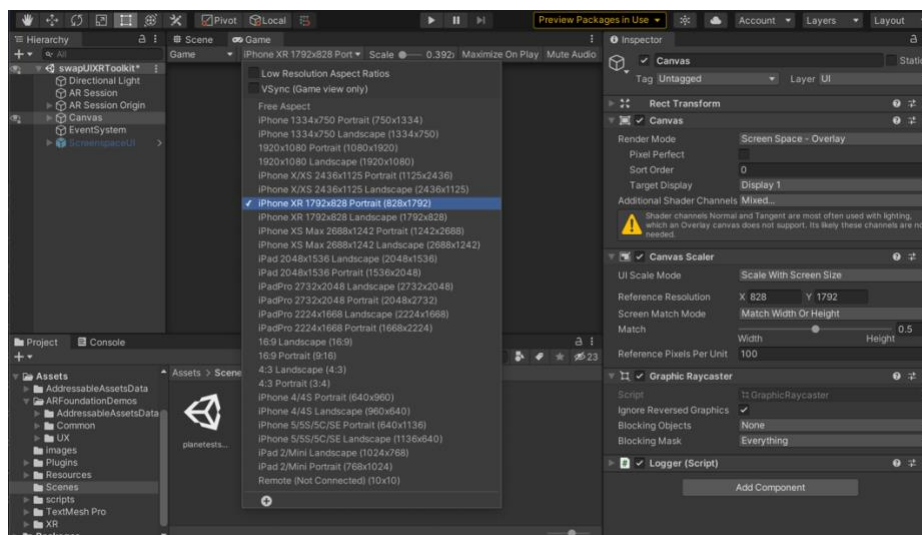 Pivot Local
Preview Packages in Use
Account
Layers
Layout
Hierarchy
All
swapUIXRToolkit*
Directional Light
AR Session
AR Session Origin
Canvas
EventSystem
ScreenspaceUI
Scene Game
Game iPhone XR 1792x828 Port Scale 0.392 Maximize On Play Mute Audio
Low Resolution Aspect Ratios
VSync (Game view only)
Free Aspect
iPhone 1334x750 Portrait (750x1334)
iPhone 1334x750 Landscape (1334x750)
1920x1080 Portrait (1080x1920)
1920x1080 Landscape (1920x1080)
iPhone X/XS 2436x1125 Portrait (1125x2436)
iPhone X/XS 2436x1125 Landscape (2436x1125)
iPhone XR 1792x828 Portrait (828x1792)
iPhone XR 1792x828 Landscape (1792x828)
iPhone XS Max 2688x1242 Portrait (1242x2688)
iPhone XS Max 2688x1242 Landscape (2688x1242)
iPad 2048x1536 Landscape (2048x1536)
iPad 2048x1536 Portrait (1536x2048)
iPadPro 2732x2048 Landscape (2732x2048)
iPadPro 2732x2048 Portrait (2048x2732)
iPadPro 2224x1668 Landscape (2224x1668)
iPadPro 2224x1668 Portrait (1668x2224)
16:9 Landscape (16:9)
16:9 Portrait (9:16)
4:3 Landscape (4:3)
4:3 Portrait (3:4)
iPhone 4/4S Portrait (640x960)
iPhone 4/4S Landscape (960x640)
iPhone 5/5S/5C/SE Portrait (640x1136)
iPhone 5/5S/5C/SE Landscape (1136x640)
iPad 2/Mini Landscape (1024x768)
iPad 2/Mini Portrait (768x1024)
Remote (Not Connected) (10x10)
Project Console
23
Assets
AddressableAssetsData
ARFoundationDemos
AddressableAssetsData
Common
UX
Images
Plugins
Resources
Scenes
scripts
TextMesh Pro
XR
Assets > Scene
planetests...
Inspector
Canvas Static
Tag Untagged Layer UI
Rect Transform
Canvas
Render Mode Screen Space - Overlay
Pixel Perfect
Sort Order 0
Target Display Display 1
Additional Shader Channels Mixed...
Shader channels Normal and Tangent are most often used with lighting,
which an Overlay canvas does not support. Its likely these channels are not
needed.
Canvas Scaler
UI Scale Mode Scale With Screen Size
Reference Resolution X 828 Y 1792
Screen Match Mode Match Width Or Height
Match 0.5
Width Height
Reference Pixels Per Unit 100
Graphic Raycaster
Script GraphicRaycaster
Ignore Reversed Graphics
Blocking Objects None
Blocking Mask Everything
Logger (Script)
Add Component